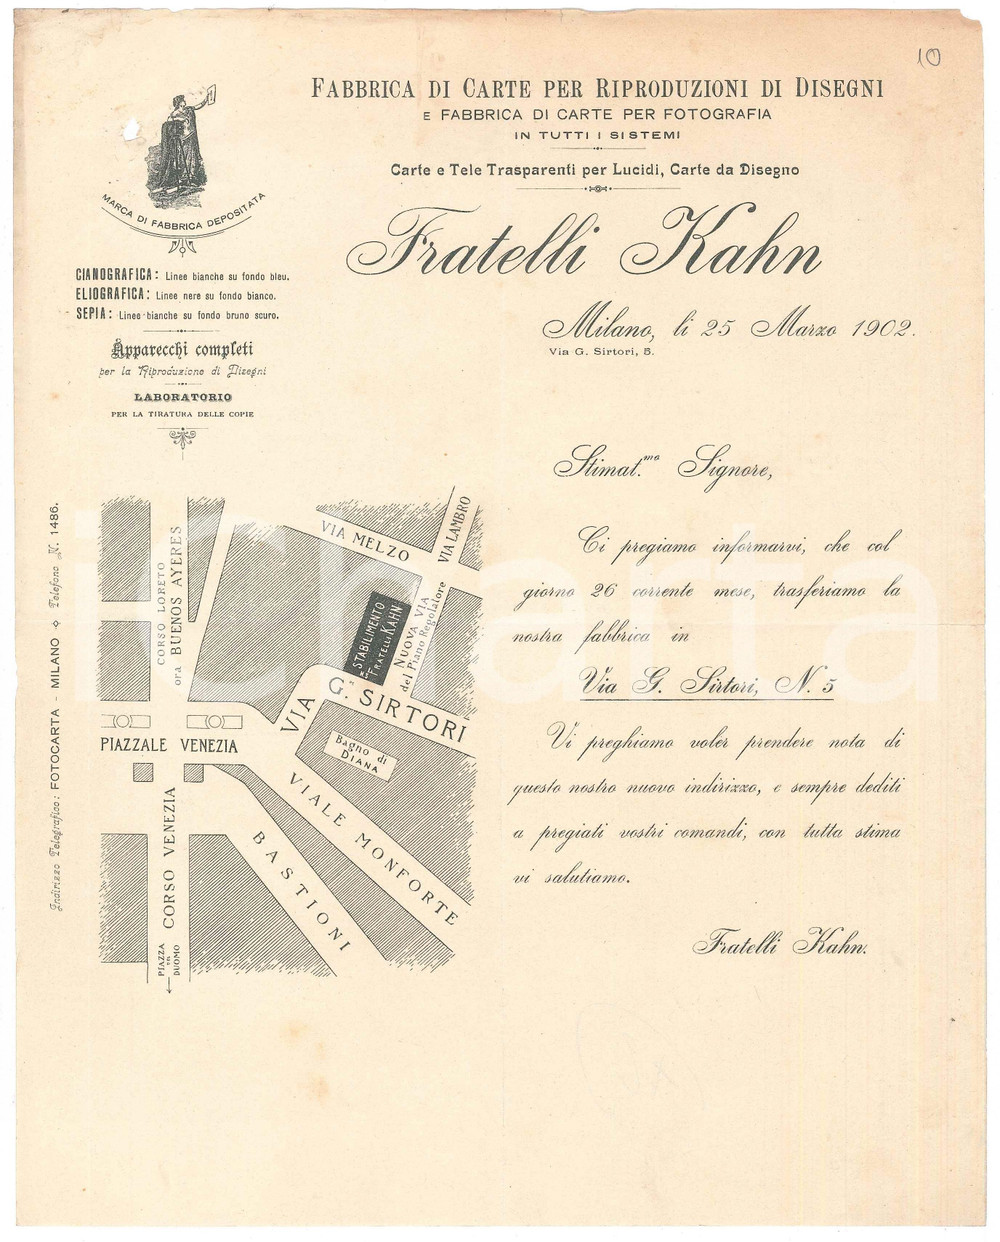 10
FABBRICA DI CARTE PER RIPRODUZIONI DI DISEGNI
E FABBRICA DI CARTE PER FOTOGRAFIA
IN TUTTI I SISTEMI
Carte e Tele Trasparenti per Lucidi, Carte da Disegno
Fratelli Kahn
Milano, li 25 Marzo 1902.
Via G. Sirtori, 5.
MARCA DI FABBRICA DEPOSITATA
CIANOGRAFICA: Linee bianche su fondo bleu.
ELIOGRAFICA: Linee nere su fondo bianco.
SEPIA: Linee bianche su fondo bruno scuro.
Apparecchi completi
per la Riproduzione di Disegni
LABORATORIO
PER LA TIRATURA DELLE COPIE
Indirizzo Telegrafico: FOTOCARTA - MILANO Telefono N. 1486.
CORSO LORETO
ora BUENOS AYERES
VIA MELZO
VIA LAMBRO
STABILIMENTO
FRATELLI KAHN
NUOVA VIA
del Piano Regolalore
VIA G. SIRTORI
Bagno di
DIANA
PIAZZALE VENEZIA
VIALE MONFORTE
BASTIONI
CORSO VENEZIA
PIAZZA
DUOMO
Stimat.mo Signore,
Ci pregiamo informarvi, che col
giorno 26 corrente mese, trasferiamo la
nostra fabbrica in
Via G. Sirtori, N. 5
Vi preghiamo voler prendere nota di
questo nostro nuovo indirizzo, e sempre dediti
a pregiati vostri comandi, con tutta stima
vi salutiamo.
Fratelli Kahn.